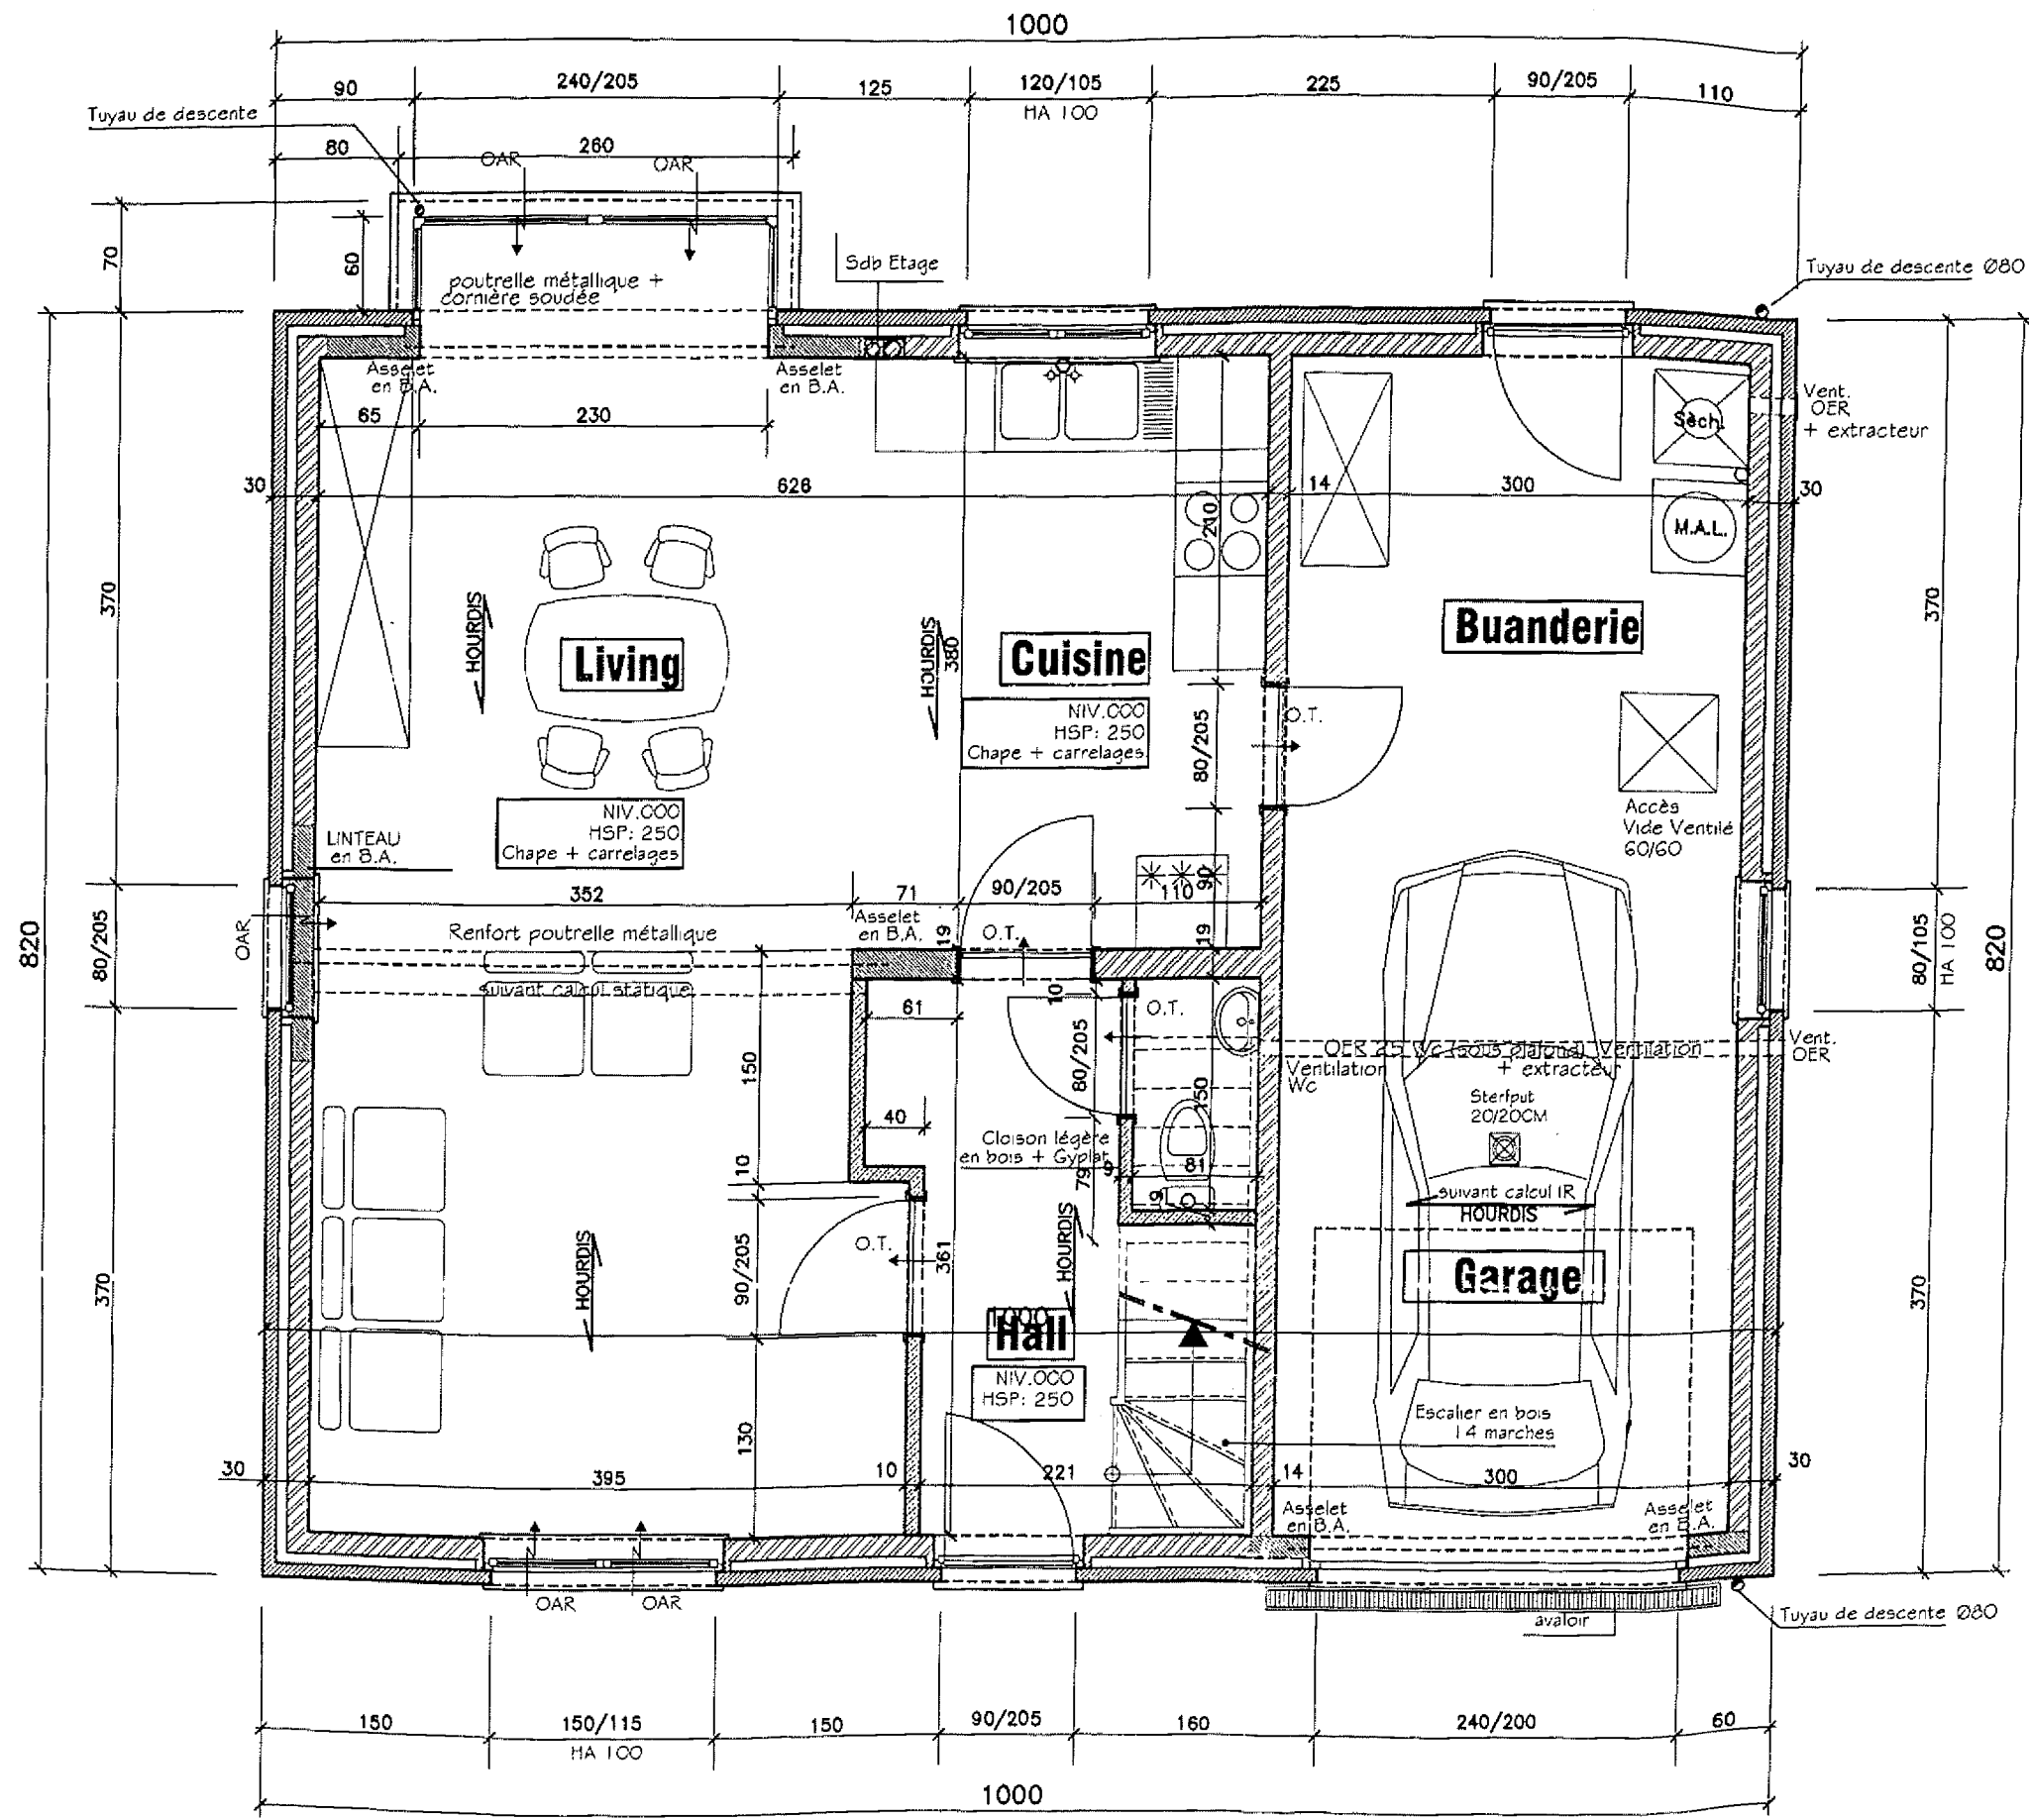 1000
90
240/205
125
120/105
HA 100
225
90/205
110
Tuyau de descente
80
260
OAR
OAR
70
60
poutrelle métallique +
cornière soudée
Sdb Etage
Tuyau de descente Ø80
Asselet
en B.A.
Asselet
en B.A.
65
230
Sèch.
Vent.
OER
+ extracteur
30
626
14
300
30
210
M.A.L.
370
HOURDIS
Living
HOURDIS
380
Cuisine
Buanderie
370
NIV.000
HSP: 250
Chape + carrelages
O.T.
80/205
NIV.000
HSP: 250
Chape + carrelages
LINTEAU
en B.A.
Accès
Vide Ventilé
60/60
352
71
90/205
110
90
820
80/205
OAR
Renfort poutrelle métallique
Asselet
en B.A.
19
O.T.
19
80/105
HA 100
820
suivant calcul statique
61
10
O.T.
OER 25 Wc (sous plafond) Ventilation
+ extracteur
Ventilation
Wc
Vent.
OER
150
80/205
150
40
Sterfput
20/20CM
Cloison légère
en bois + Gyplat
79
9
81
9
10
suivant calcul IR
HOURDIS
HOURDIS
O.T.
90/205
361
HOURDIS
Garage
370
370
1000
Hall
NIV.000
HSP: 250
130
Escalier en bois
14 marches
30
395
10
221
14
300
30
Asselet
en B.A.
Asselet
en B.A.
OAR
OAR
avaloir
Tuyau de descente Ø80
150
150/115
HA 100
150
90/205
160
240/200
60
1000